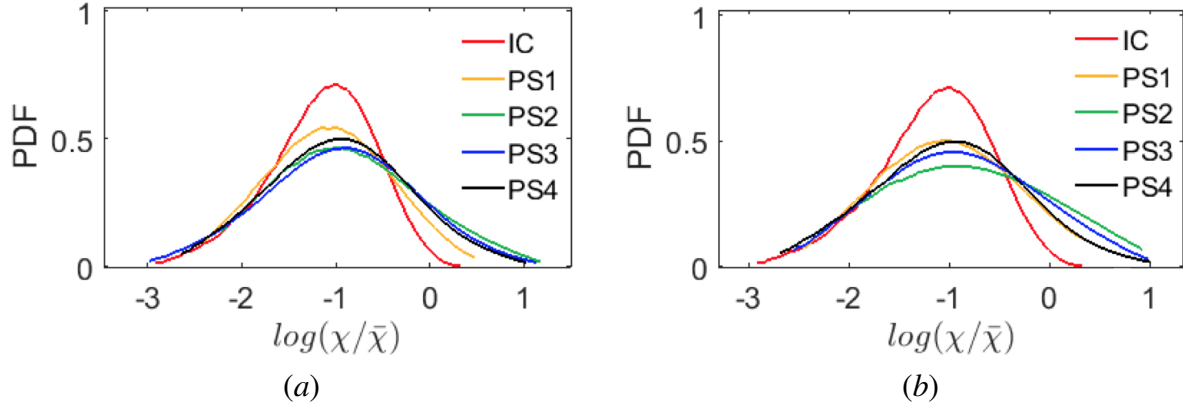 1
0.5
0
PDF
-3 -2 -1 0 1
log(χ/χ̄)
IC
PS1
PS2
PS3
PS4
(a)
1
0.5
0
PDF
-3 -2 -1 0 1
log(χ/χ̄)
IC
PS1
PS2
PS3
PS4
(b)